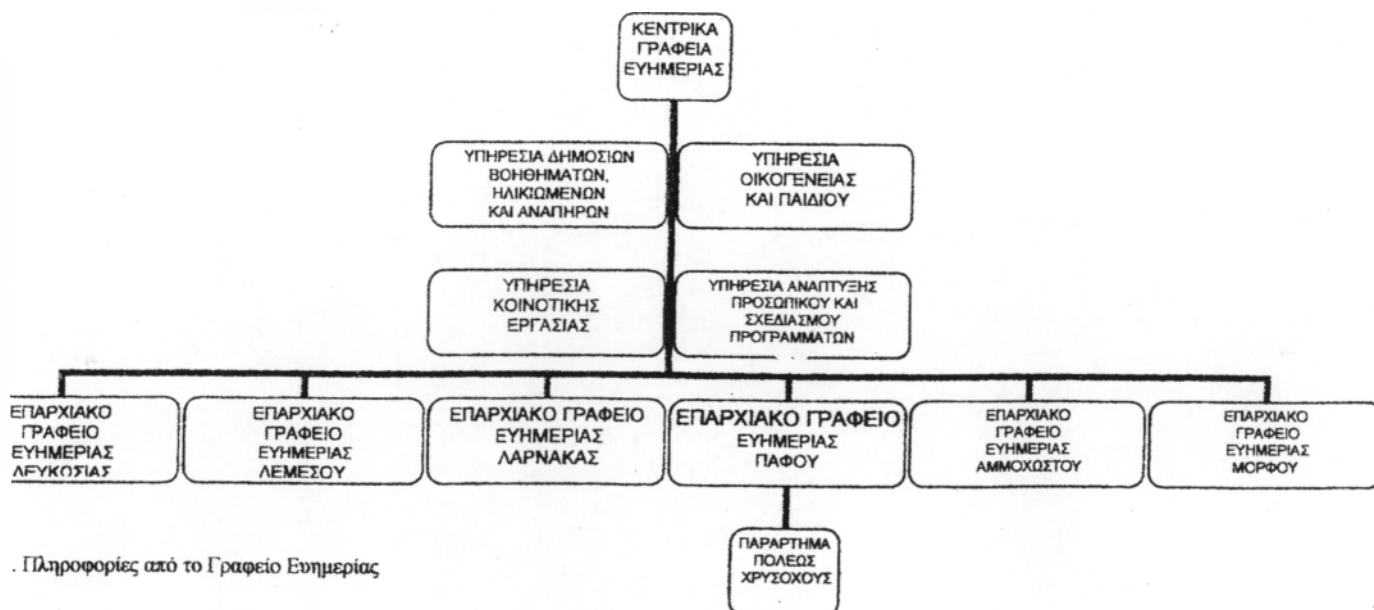 ΚΕΝΤΡΙΚΑ
ΓΡΑΦΕΙΑ
ΕΥΗΜΕΡΙΑΣ
ΥΠΗΡΕΣΙΑ ΔΗΜΟΣΙΩΝ
ΒΟΗΘΗΜΑΤΩΝ,
ΗΛΙΚΙΩΜΕΝΩΝ
ΚΑΙ ΑΝΑΠΗΡΩΝ
ΥΠΗΡΕΣΙΑ
ΟΙΚΟΓΕΝΕΙΑΣ
ΚΑΙ ΠΑΙΔΙΟΥ
ΥΠΗΡΕΣΙΑ
ΚΟΙΝΟΤΙΚΗΣ
ΕΡΓΑΣΙΑΣ
ΥΠΗΡΕΣΙΑ ΑΝΑΠΤΥΞΗΣ
ΠΡΟΣΩΠΙΚΟΥ ΚΑΙ
ΣΧΕΔΙΑΣΜΟΥ
ΠΡΟΓΡΑΜΜΑΤΩΝ
ΕΠΑΡΧΙΑΚΟ
ΓΡΑΦΕΙΟ
ΕΥΗΜΕΡΙΑΣ
ΛΕΥΚΩΣΙΑΣ
ΕΠΑΡΧΙΑΚΟ
ΓΡΑΦΕΙΟ
ΕΥΗΜΕΡΙΑΣ
ΛΕΜΕΣΟΥ
ΕΠΑΡΧΙΑΚΟ ΓΡΑΦΕΙΟ
ΕΥΗΜΕΡΙΑΣ
ΛΑΡΝΑΚΑΣ
ΕΠΑΡΧΙΑΚΟ ΓΡΑΦΕΙΟ
ΕΥΗΜΕΡΙΑΣ
ΠΑΦΟΥ
ΕΠΑΡΧΙΑΚΟ
ΓΡΑΦΕΙΟ
ΕΥΗΜΕΡΙΑΣ
ΑΜΜΟΧΩΣΤΟΥ
ΕΠΑΡΧΙΑΚΟ
ΓΡΑΦΕΙΟ
ΕΥΗΜΕΡΙΑΣ
ΜΟΡΦΟΥ
ΠΑΡΑΡΤΗΜΑ
ΠΟΛΕΩΣ
ΧΡΥΣΟΧΟΥΣ
. Πληροφορίες από το Γραφείο Ευημερίας